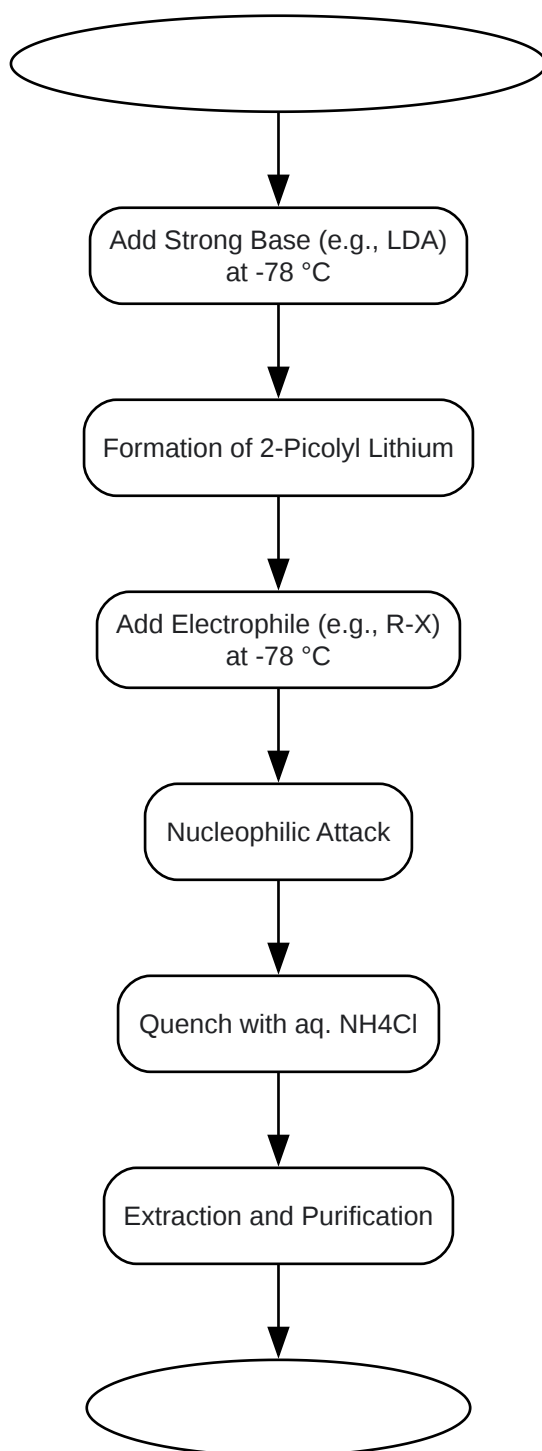 Add Strong Base (e.g., LDA)
at -78 °C
Formation of 2-Picolyl Lithium
Add Electrophile (e.g., R-X)
at -78 °C
Nucleophilic Attack
Quench with aq. NH4Cl
Extraction and Purification